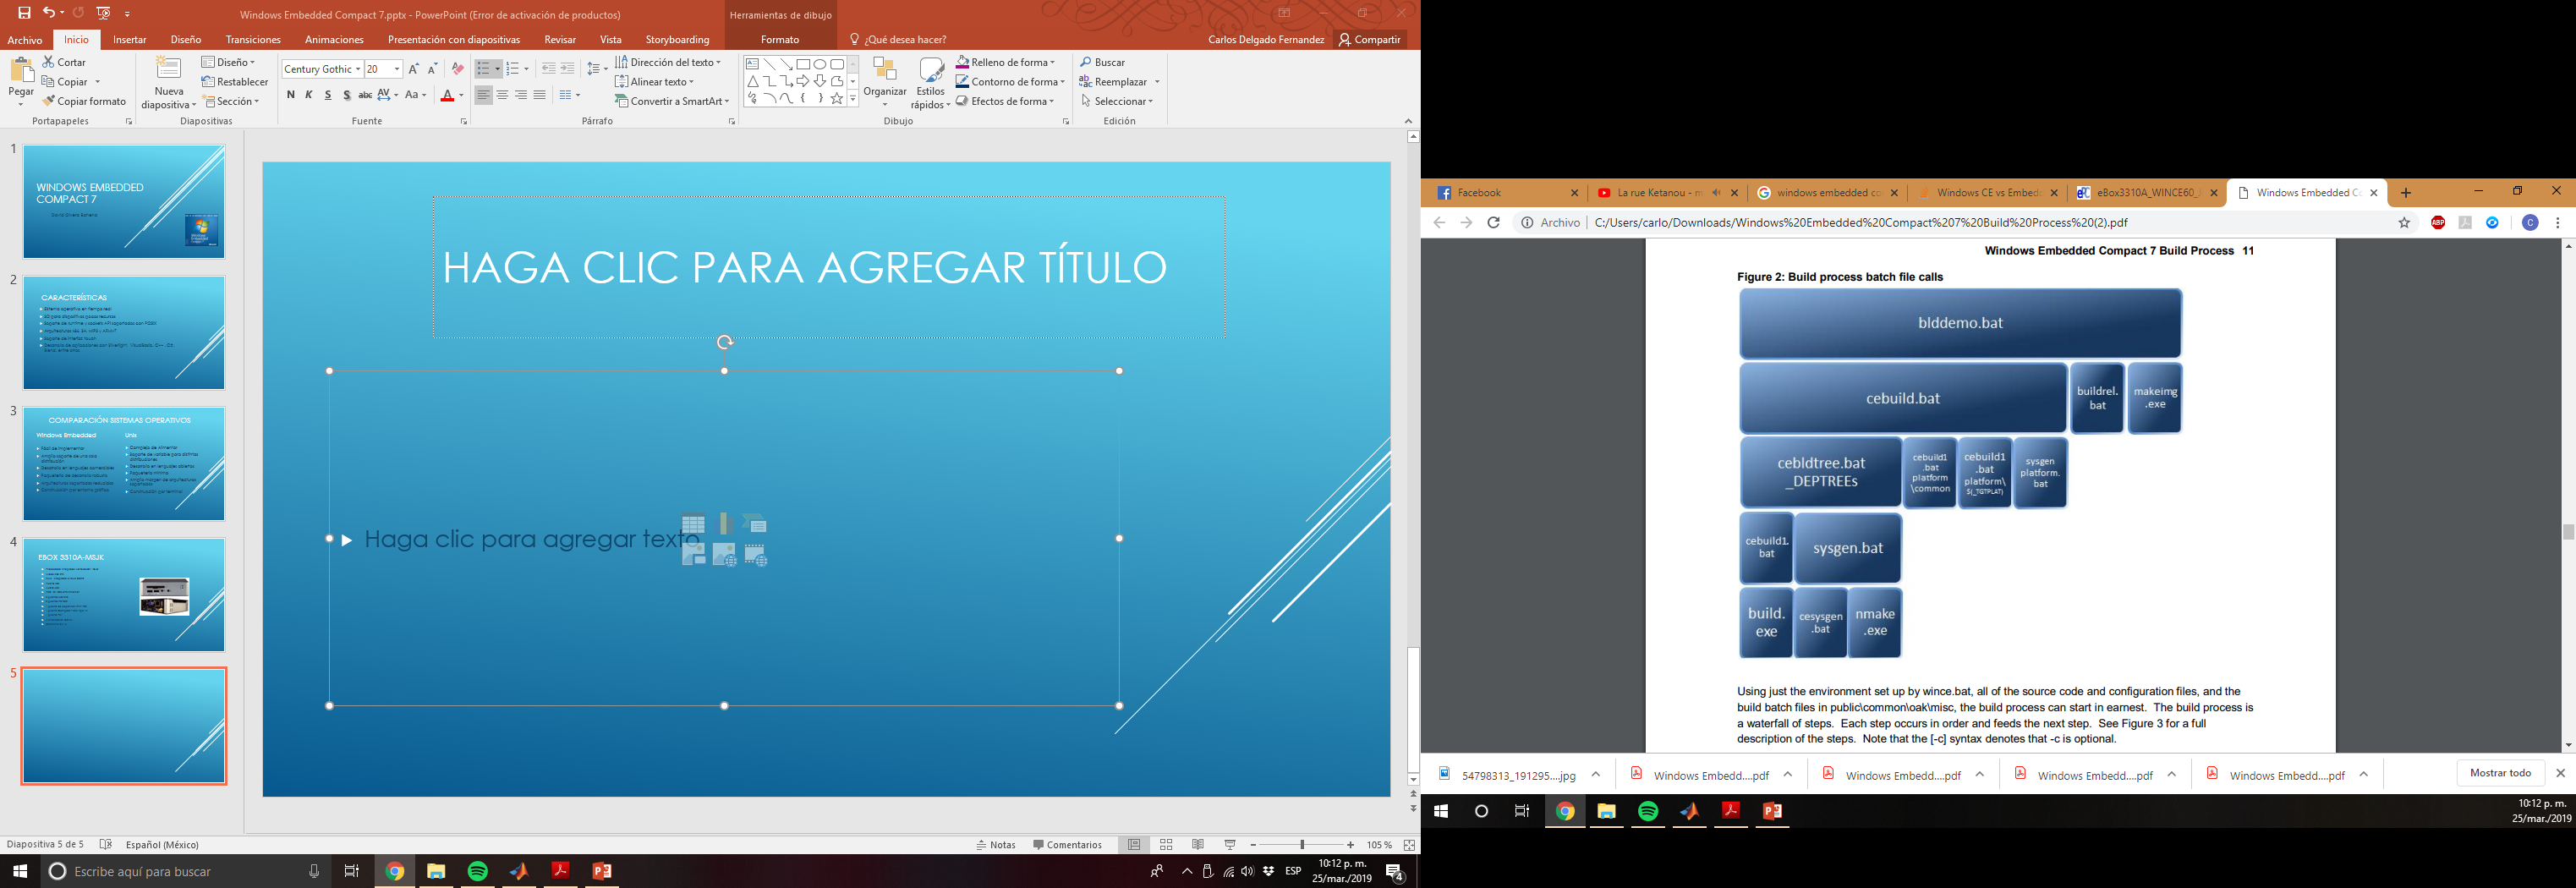 Windows Embedded Compact 7.pptx - PowerPoint (Error de activación de productos)
Herramientas de dibujo
Archivo
Inicio
Insertar
Diseño
Transiciones
Animaciones
Presentación con diapositivas
Revisar
Vista
Storyboarding
Formato
¿Qué desea hacer?
Carlos Delgado Fernandez
Compartir
Pegar
Cortar
Copiar
Copiar formato
Portapapeles
Nueva
diapositiva
Diseño
Restablecer
Sección
Diapositivas
Century Gothic
20
N K S S abc AV Aa A
Fuente
Dirección del texto
Alinear texto
Convertir a SmartArt
Párrafo
Organizar
Estilos
rápidos
Relleno de forma
Contorno de forma
Efectos de forma
Dibujo
Buscar
Reemplazar
Seleccionar
Edición
1
WINDOWS EMBEDDED
COMPACT 7
2
CARACTERÍSTICAS
3
COMPARACIÓN SISTEMAS OPERATIVOS
Windows Embedded
Unix
4
EBOX 3310A-MSJK
5
HAGA CLIC PARA AGREGAR TÍTULO
Haga clic para agregar texto
Diapositiva 5 de 5
Español (México)
Notas
Comentarios
105 %
Escribe aquí para buscar
ESP
10:12 p. m.
25/mar./2019
4
Facebook
La rue Ketanou - m
windows embedded co
Windows CE vs Embed
eBox3310A_WINCE60_
Windows Embedded C
Archivo
C:/Users/carlo/Downloads/Windows%20Embedded%20Compact%207%20Build%20Process%20(2).pdf
ABP
C
Windows Embedded Compact 7 Build Process 11
Figure 2: Build process batch file calls
blddemo.bat
cebuild.bat
buildrel.
bat
makeimg
.exe
cebldtree.bat
_DEPTREEs
cebuild1
.bat
platform
\common
cebuild1
.bat
platform\
$(_TGTPLAT)
sysgen
platform.
bat
cebuild1.
bat
sysgen.bat
build.
exe
cesysgen
.bat
nmake
.exe
Using just the environment set up by wince.bat, all of the source code and configuration files, and the
build batch files in public\common\oak\misc, the build process can start in earnest. The build process is
a waterfall of steps. Each step occurs in order and feeds the next step. See Figure 3 for a full
description of the steps. Note that the [-c] syntax denotes that -c is optional.
54798313_191295....jpg
Windows Embedd....pdf
Windows Embedd....pdf
Windows Embedd....pdf
Windows Embedd....pdf
Mostrar todo
10:12 p. m.
25/mar./2019